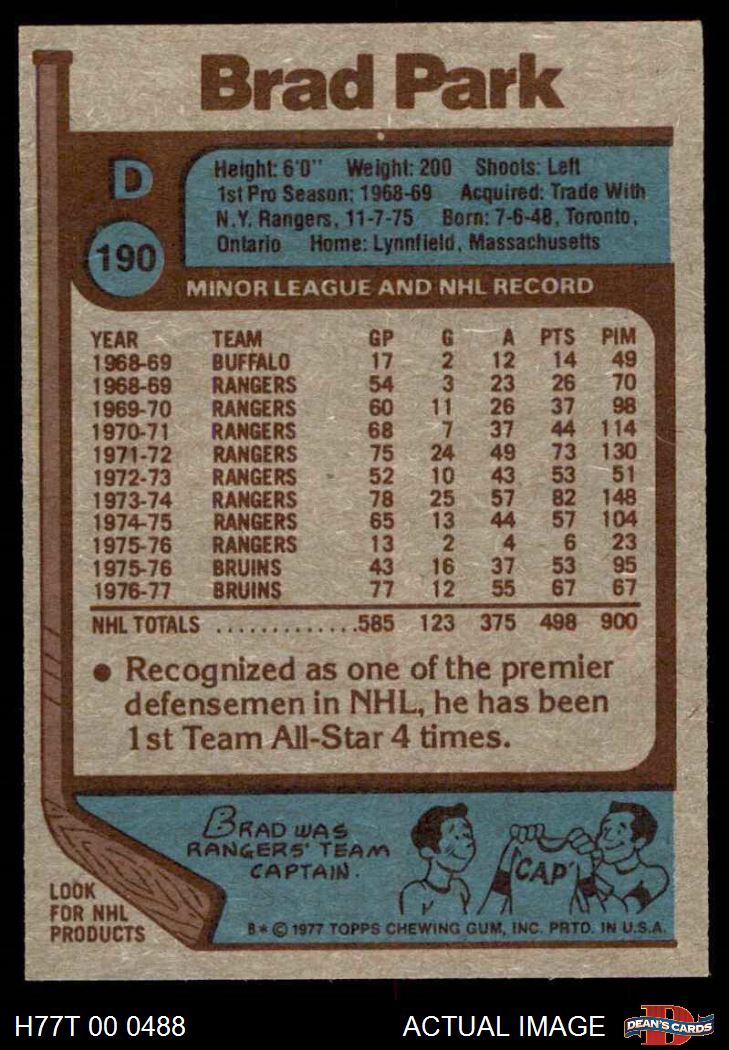 Brad Park
D
190
Height: 6'0" Weight: 200 Shoots: Left
1st Pro Season: 1968-69 Acquired: Trade With
N.Y. Rangers, 11-7-75 Born: 7-6-48, Toronto,
Ontario Home: Lynnfield, Massachusetts
MINOR LEAGUE AND NHL RECORD
YEAR TEAM GP G A PTS PIM
1968-69 BUFFALO 17 2 12 14 49
1968-69 RANGERS 54 3 23 26 70
1969-70 RANGERS 60 11 26 37 98
1970-71 RANGERS 68 7 37 44 114
1971-72 RANGERS 75 24 49 73 130
1972-73 RANGERS 52 10 43 53 51
1973-74 RANGERS 78 25 57 82 148
1974-75 RANGERS 65 13 44 57 104
1975-76 RANGERS 13 2 4 6 23
1975-76 BRUINS 43 16 37 53 95
1976-77 BRUINS 77 12 55 67 67
NHL TOTALS .............585 123 375 498 900
• Recognized as one of the premier
defensemen in NHL, he has been
1st Team All-Star 4 times.
BRAD WAS
RANGERS' TEAM
CAPTAIN.
"CAP"
LOOK
FOR NHL
PRODUCTS
B* © 1977 TOPPS CHEWING GUM, INC. PRTD. IN U.S.A.
H77T 00 0488 ACTUAL IMAGE
D
DEAN'S CARDS